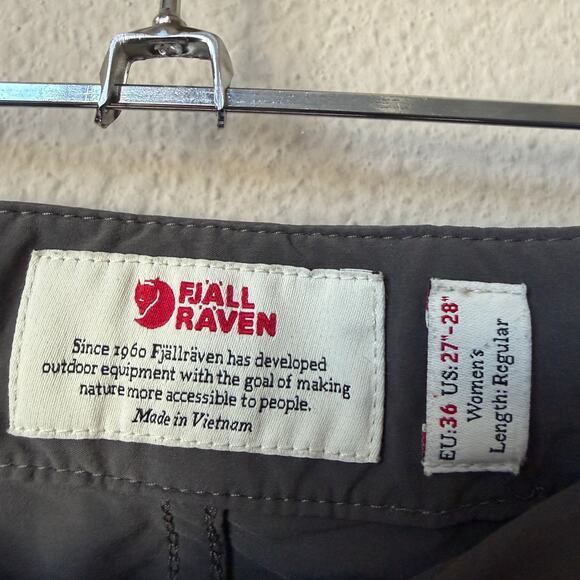 FJÄLL
RÄVEN
Since 1960 Fjällräven has developed
outdoor equipment with the goal of making
nature more accessible to people.
Made in Vietnam
EU:36 US:27"-28"
Women's
Length: Regular